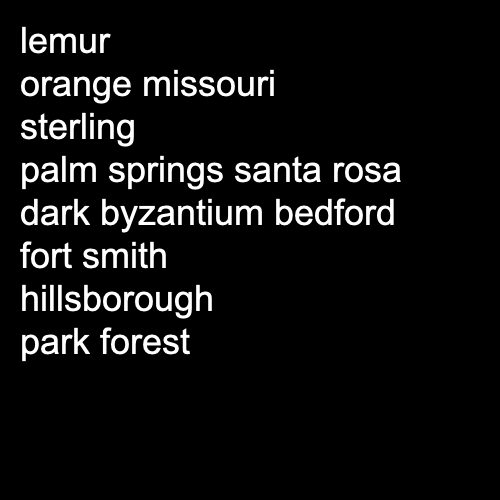 lemur
orange missouri
sterling
palm springs santa rosa
dark byzantium bedford
fort smith
hillsborough
park forest